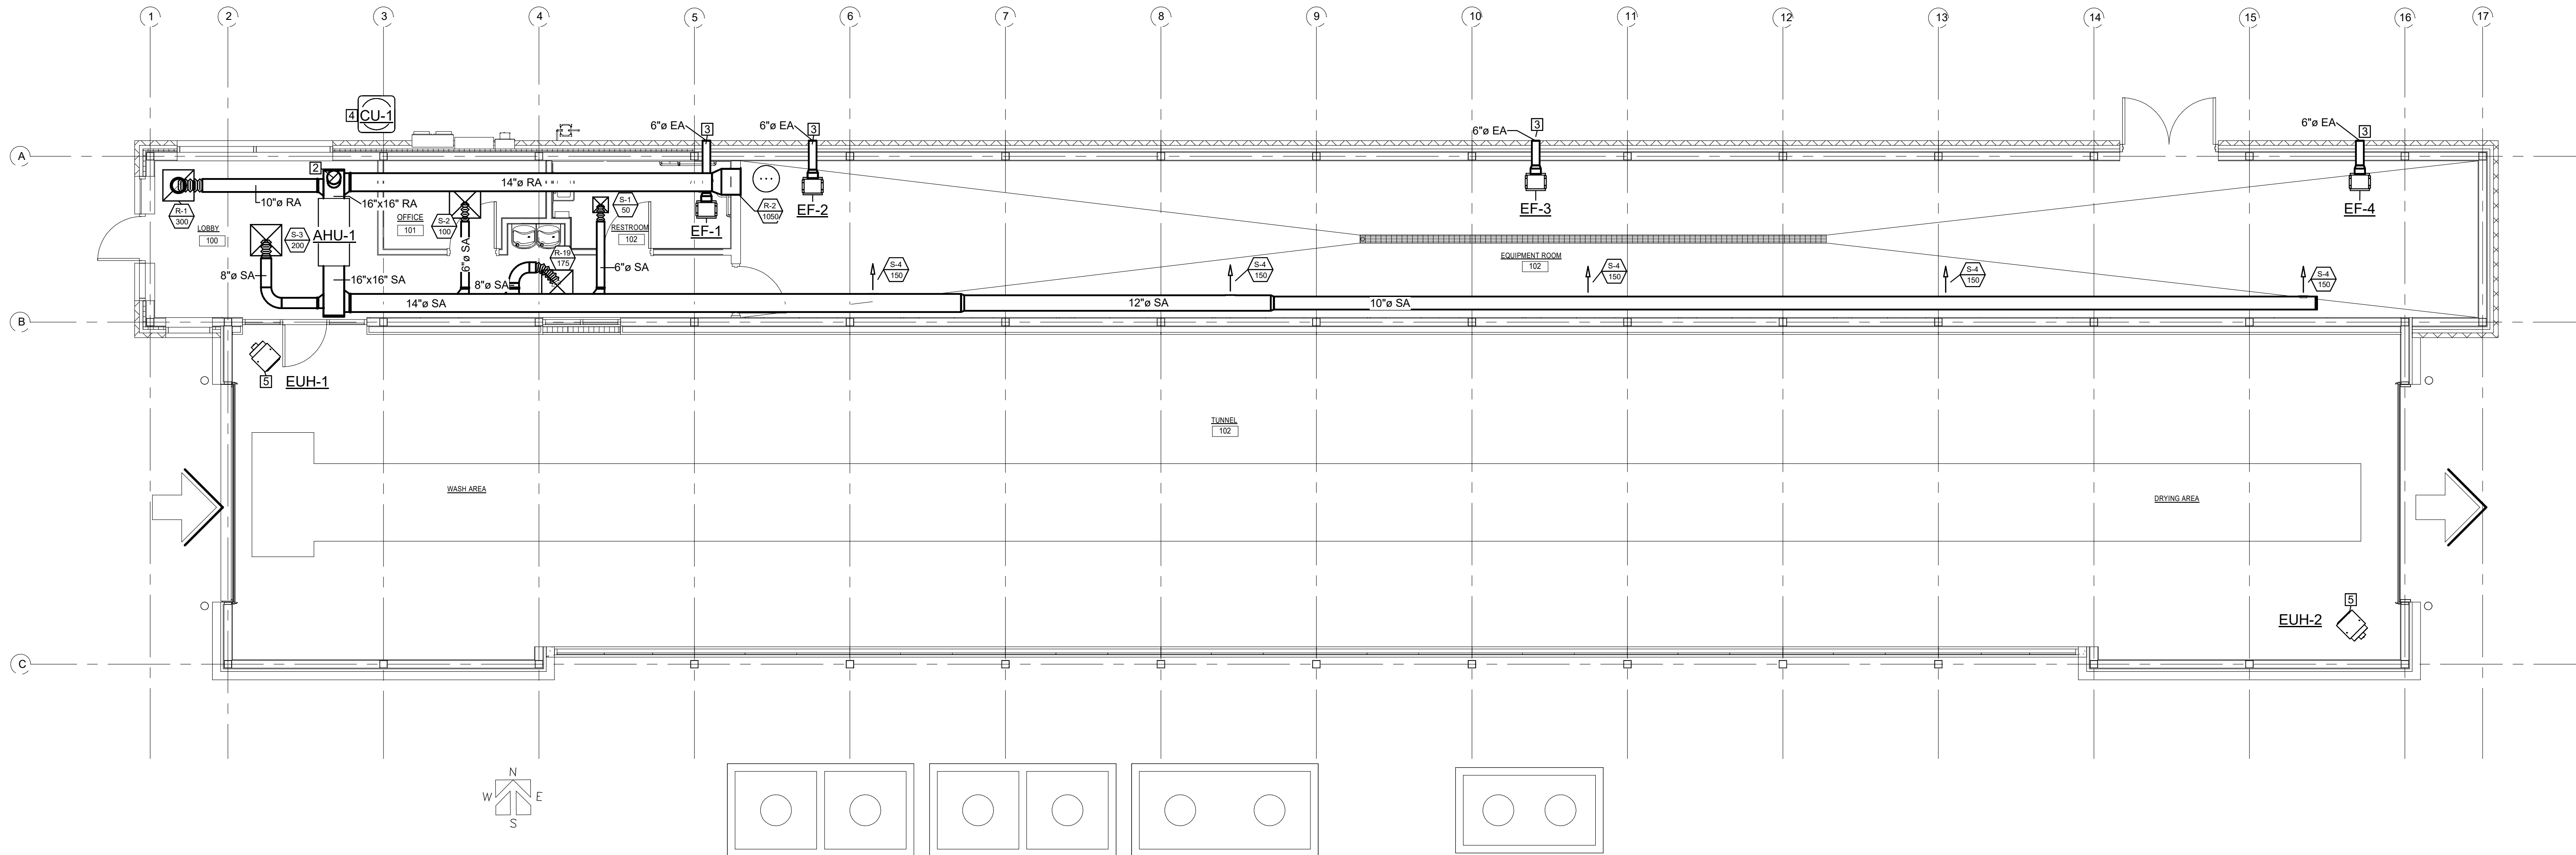 1 2 3 4 5 6 7 8 9 10 11 12 13 14 15 16 17
4 CU-1
6"ø EA 3
6"ø EA 3
6"ø EA 3
6"ø EA 3
A
2
14"ø RA
10"ø RA
16"x16" RA
R-1
300
LOBBY
100
S-3
200
AHU-1
OFFICE
101
S-2
100
S-1
50
RESTROOM
102
EF-1
R-2
1050
EF-2
EF-3
EF-4
6"ø SA
R-19
175
6"ø SA
8"ø SA
16"x16" SA
8"ø SA
EQUIPMENT ROOM
102
S-4
150
S-4
150
S-4
150
S-4
150
S-4
150
14"ø SA
12"ø SA
10"ø SA
B
5
EUH-1
TUNNEL
102
WASH AREA
DRYING AREA
5
EUH-2
C
N
W E
S